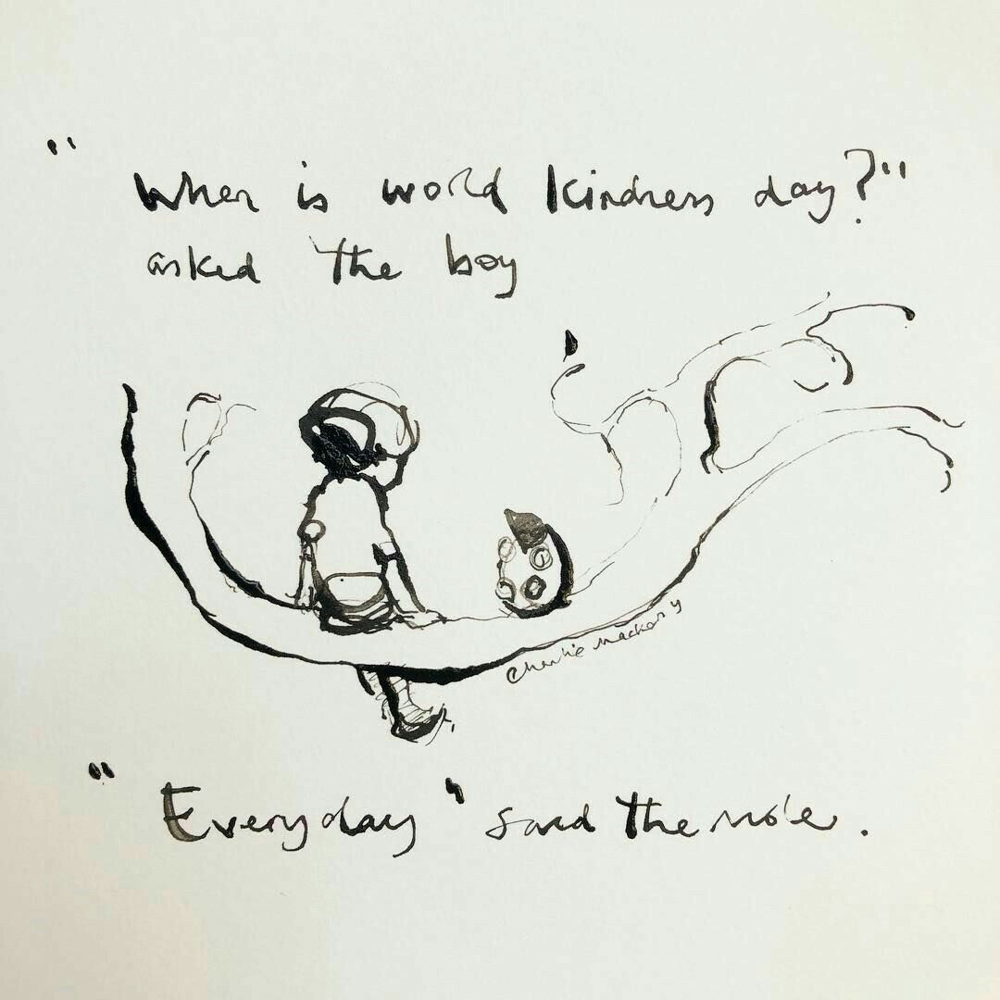 "When is world kindness day?"
asked the boy
Charlie Mackesy
"Everyday" said the mole.